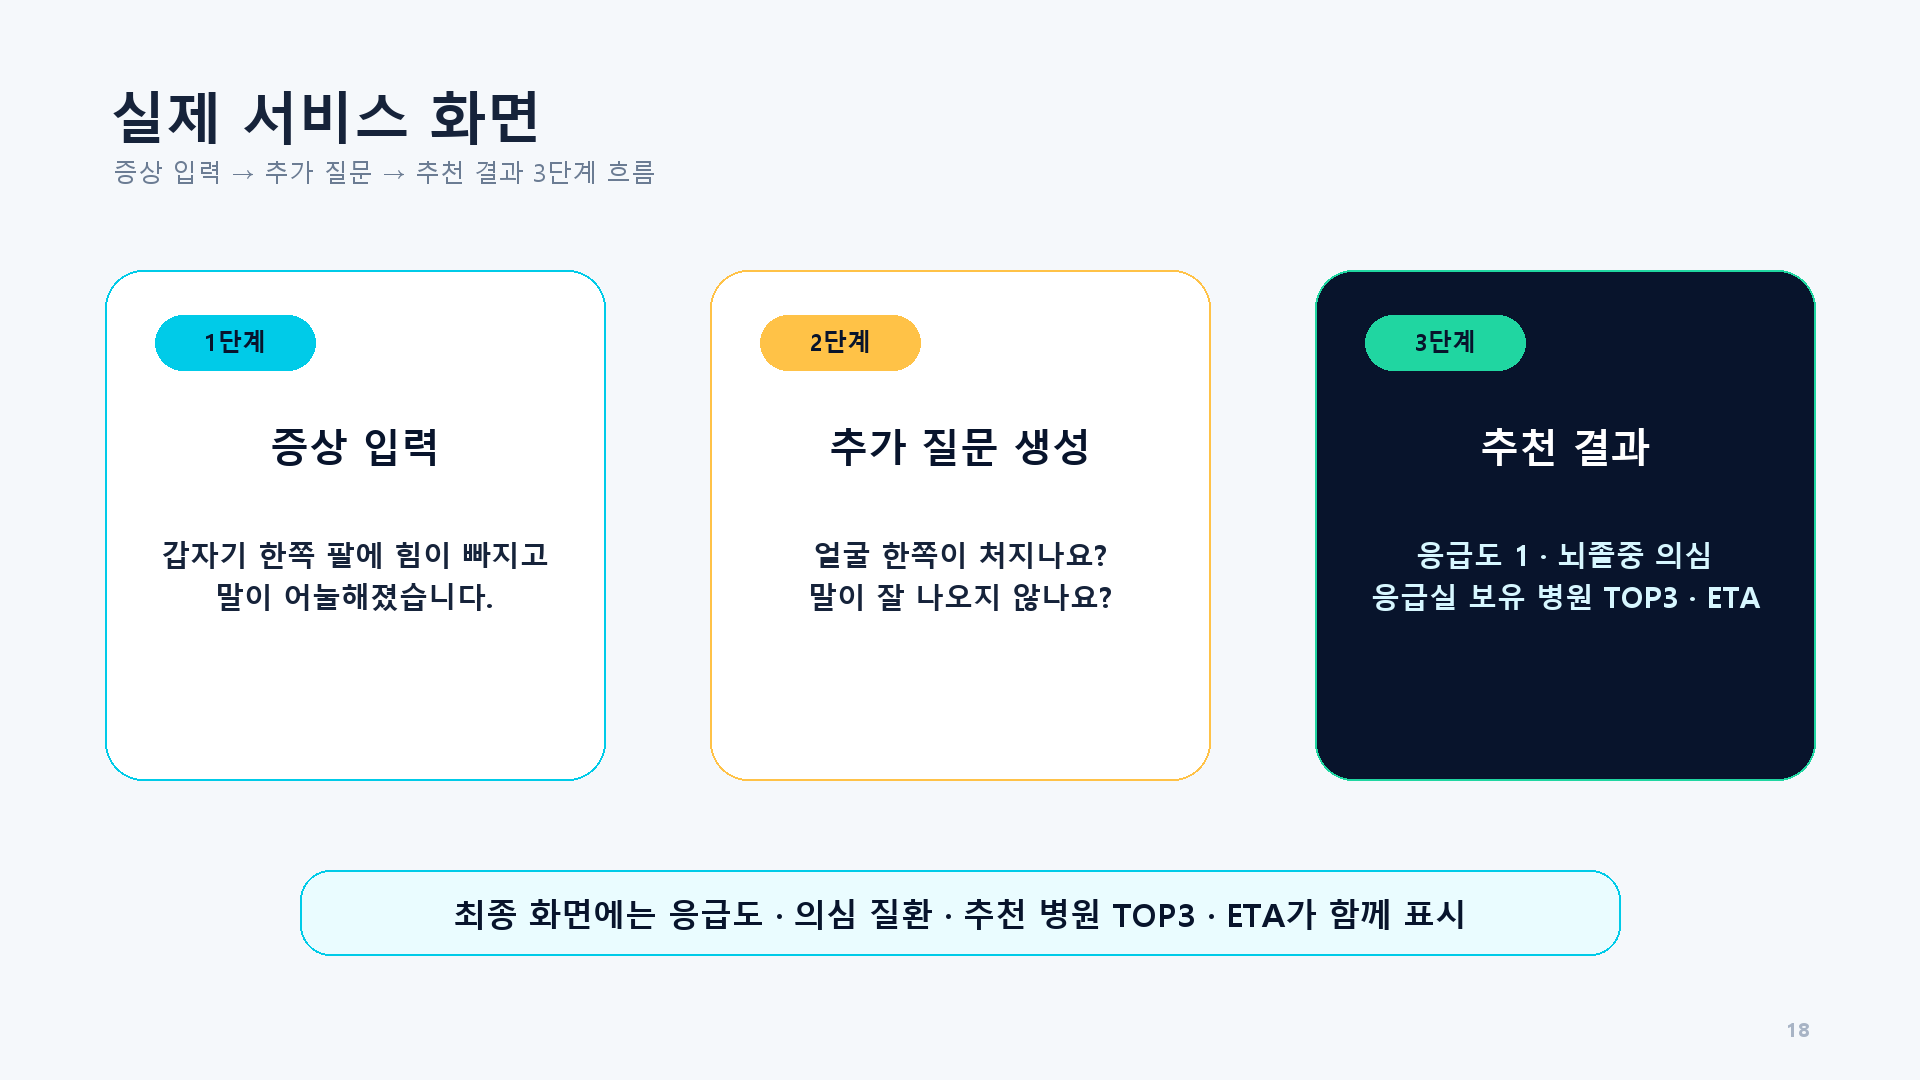 실제 서비스 화면
증상 입력 → 추가 질문 → 추천 결과 3단계 흐름
1단계
증상 입력
갑자기 한쪽 팔에 힘이 빠지고
말이 어눌해졌습니다.
2단계
추가 질문 생성
얼굴 한쪽이 처지나요?
말이 잘 나오지 않나요?
3단계
추천 결과
응급도 1 · 뇌졸중 의심
응급실 보유 병원 TOP3 · ETA
최종 화면에는 응급도 · 의심 질환 · 추천 병원 TOP3 · ETA가 함께 표시
18